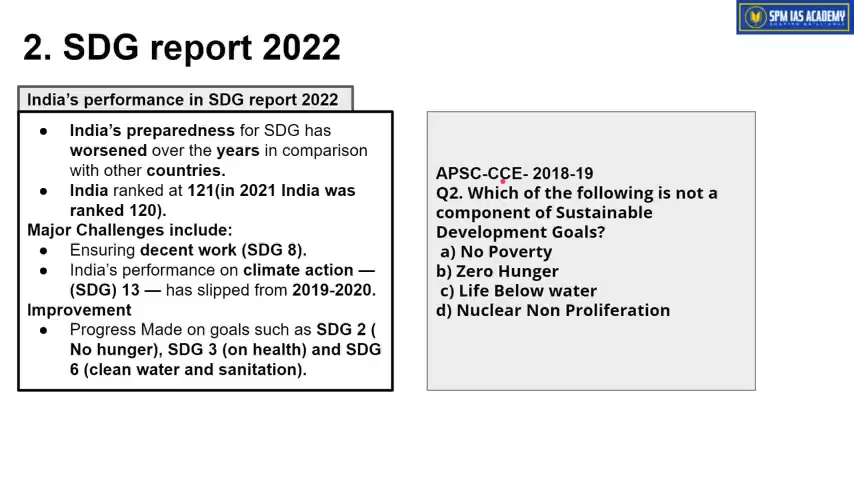 SPM IAS ACADEMY
2. SDG report 2022
India's performance in SDG report 2022
● India's preparedness for SDG has
worsened over the years in comparison
with other countries.
● India ranked at 121(in 2021 India was
ranked 120).
Major Challenges include:
● Ensuring decent work (SDG 8).
● India's performance on climate action —
(SDG) 13 — has slipped from 2019-2020.
Improvement
● Progress Made on goals such as SDG 2 (
No hunger), SDG 3 (on health) and SDG
6 (clean water and sanitation).
APSC-CCE- 2018-19
Q2. Which of the following is not a
component of Sustainable
Development Goals?
a) No Poverty
b) Zero Hunger
c) Life Below water
d) Nuclear Non Proliferation